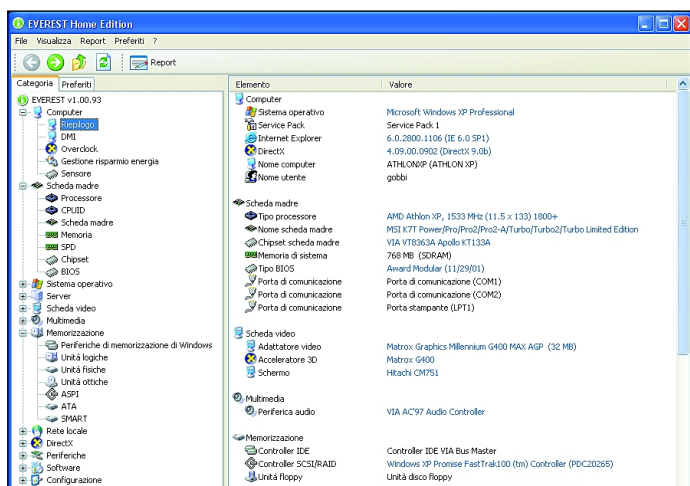 EVEREST Home Edition
File Visualizza Report Preferiti ?
Report
Categoria Preferiti
EVEREST v1.00.93
Computer
Riepilogo
DMI
Overclock
Gestione risparmio energia
Sensore
Scheda madre
Processore
CPUID
Scheda madre
Memoria
SPD
Chipset
BIOS
Sistema operativo
Server
Scheda video
Multimedia
Memorizzazione
Periferiche di memorizzazione di Windows
Unità logiche
Unità fisiche
Unità ottiche
ASPI
ATA
SMART
Rete locale
DirectX
Periferiche
Software
Configurazione
Elemento Valore
Computer
Sistema operativo Microsoft Windows XP Professional
Service Pack Service Pack 1
Internet Explorer 6.0.2800.1106 (IE 6.0 SP1)
DirectX 4.09.00.0902 (DirectX 9.0b)
Nome computer ATHLONXP (ATHLON XP)
Nome utente gobbi
Scheda madre
Tipo processore AMD Athlon XP, 1533 MHz (11.5 x 133) 1800+
Nome scheda madre MSI K7T Power/Pro/Pro2/Pro2-A/Turbo/Turbo2/Turbo Limited Edition
Chipset scheda madre VIA VT8363A Apollo KT133A
Memoria di sistema 768 MB (SDRAM)
Tipo BIOS Award Modular (11/29/01)
Porta di comunicazione Porta di comunicazione (COM1)
Porta di comunicazione Porta di comunicazione (COM2)
Porta di comunicazione Porta stampante (LPT1)
Scheda video
Adattatore video Matrox Graphics Millennium G400 MAX AGP (32 MB)
Acceleratore 3D Matrox G400
Schermo Hitachi CM751
Multimedia
Periferica audio VIA AC'97 Audio Controller
Memorizzazione
Controller IDE Controller IDE VIA Bus Master
Controller SCSI/RAID Windows XP Promise FastTrak100 (tm) Controller (PDC20265)
Unità floppy Unità disco floppy